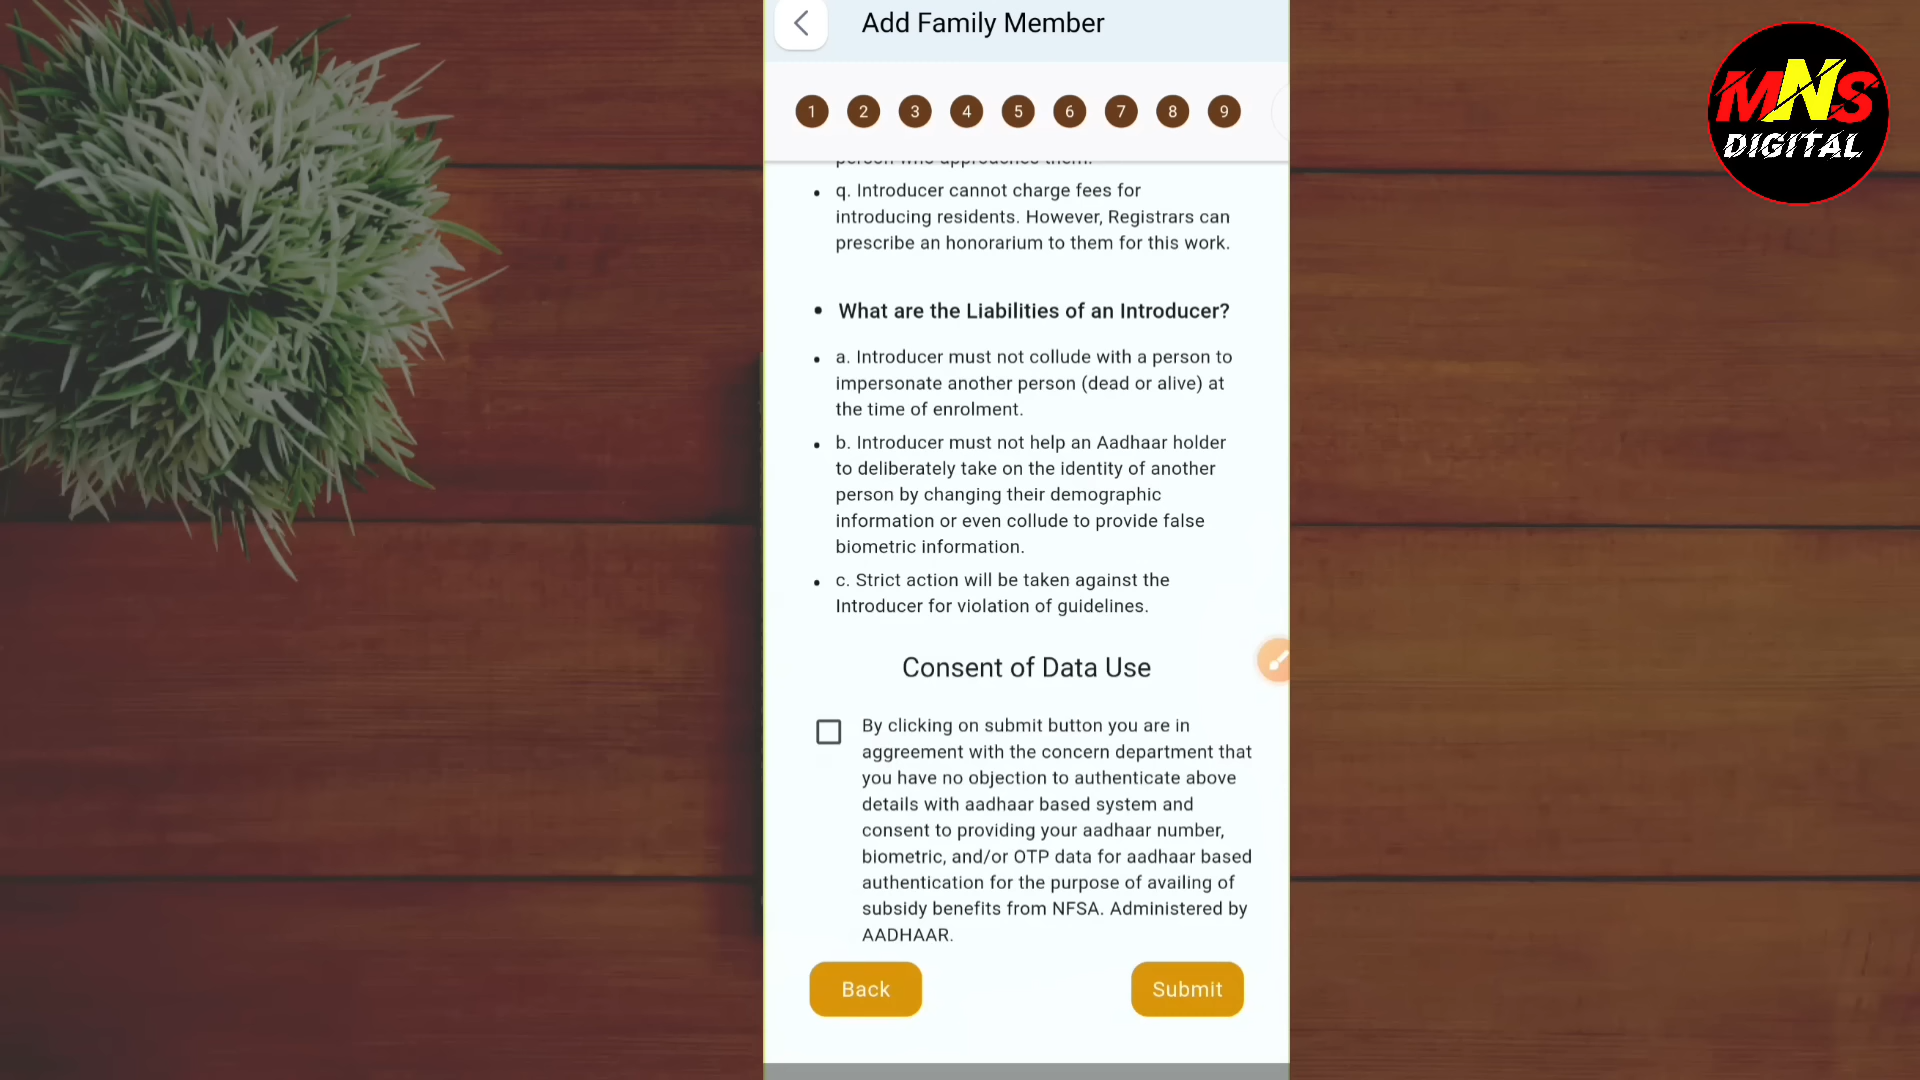 Add Family Member
1 2 3 4 5 6 7 8 9
person who approaches them.
q. Introducer cannot charge fees for
introducing residents. However, Registrars can
prescribe an honorarium to them for this work.
What are the Liabilities of an Introducer?
a. Introducer must not collude with a person to
impersonate another person (dead or alive) at
the time of enrolment.
b. Introducer must not help an Aadhaar holder
to deliberately take on the identity of another
person by changing their demographic
information or even collude to provide false
biometric information.
c. Strict action will be taken against the
Introducer for violation of guidelines.
Consent of Data Use
By clicking on submit button you are in
aggreement with the concern department that
you have no objection to authenticate above
details with aadhaar based system and
consent to providing your aadhaar number,
biometric, and/or OTP data for aadhaar based
authentication for the purpose of availing of
subsidy benefits from NFSA. Administered by
AADHAAR.
Back
Submit
MNS
DIGITAL